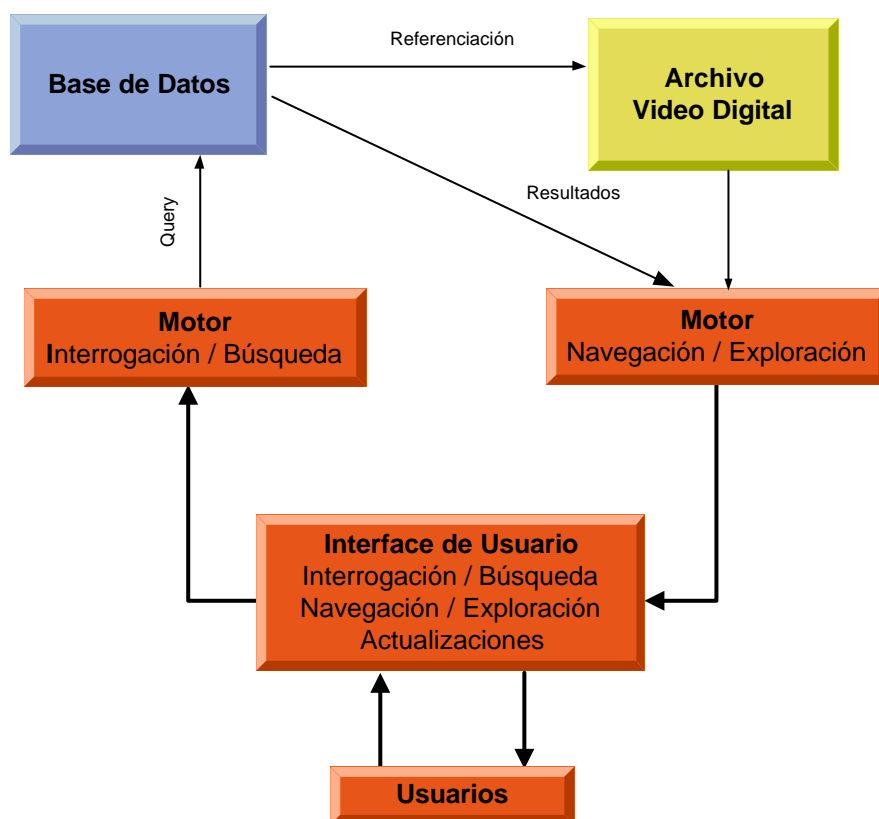 Referenciación
Base de Datos
Archivo
Video Digital
Query
Resultados
Motor
Interrogación / Búsqueda
Motor
Navegación / Exploración
Interface de Usuario
Interrogación / Búsqueda
Navegación / Exploración
Actualizaciones
Usuarios